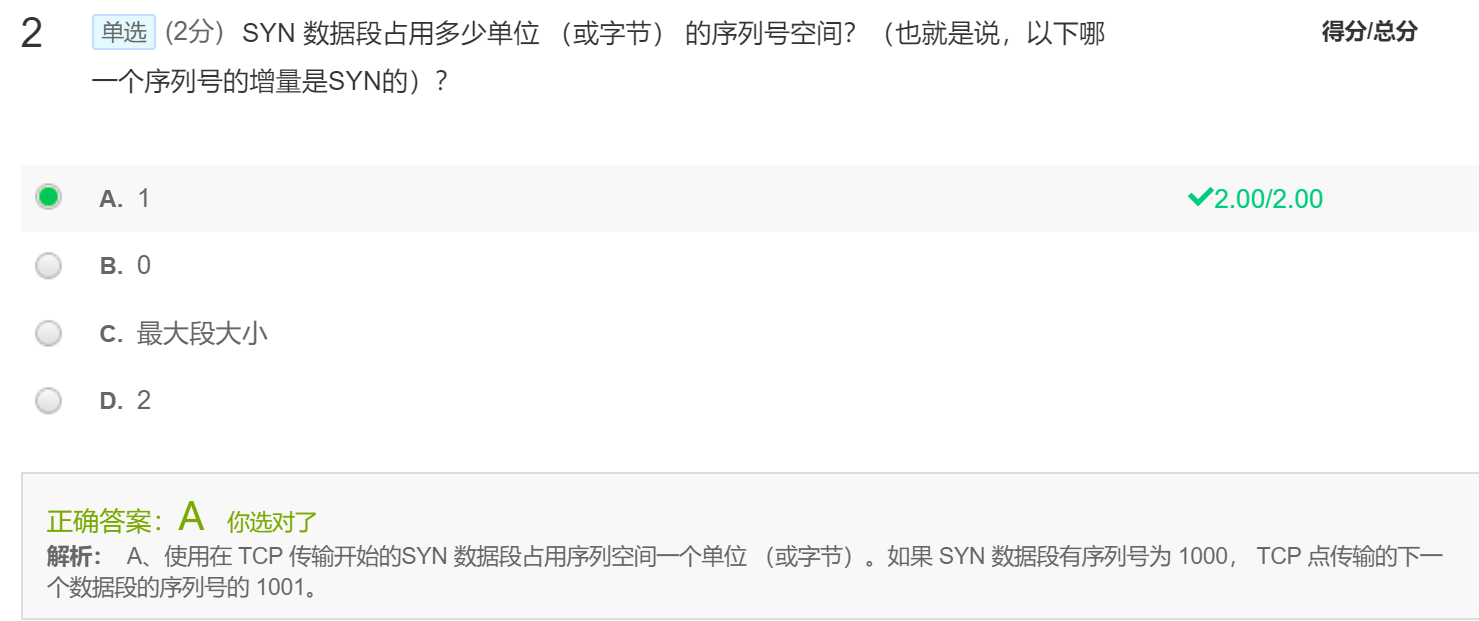 2 单选 (2分) SYN 数据段占用多少单位 （或字节） 的序列号空间？（也就是说，以下哪 得分/总分
一个序列号的增量是SYN的）？
A. 1 2.00/2.00
B. 0
C. 最大段大小
D. 2
正确答案：A 你选对了
解析： A、使用在 TCP 传输开始的SYN 数据段占用序列空间一个单位 （或字节）。如果 SYN 数据段有序列号为 1000， TCP 点传输的下一
个数据段的序列号的 1001。